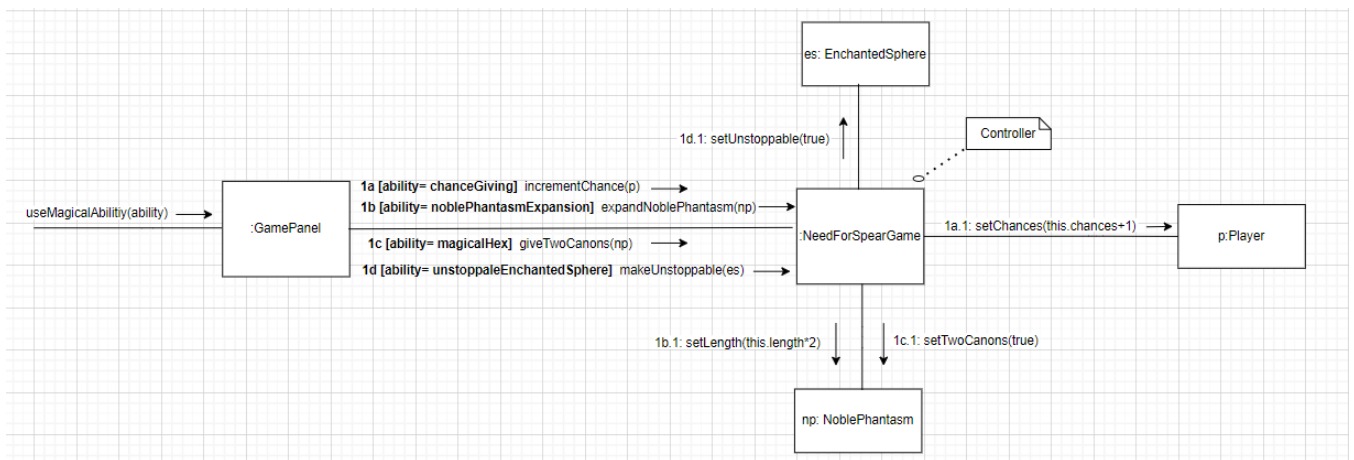 es: EnchantedSphere
1d.1: setUnstoppable(true)
Controller
useMagicalAbilitiy(ability)
:GamePanel
1a [ability= chanceGiving] incrementChance(p)
1b [ability= noblePhantasmExpansion] expandNoblePhantasm(np)
1c [ability= magicalHex] giveTwoCanons(np)
1d [ability= unstoppaleEnchantedSphere] makeUnstoppable(es)
:NeedForSpearGame
1a.1: setChances(this.chances+1)
p:Player
1b.1: setLength(this.length*2)
1c.1: setTwoCanons(true)
np: NoblePhantasm